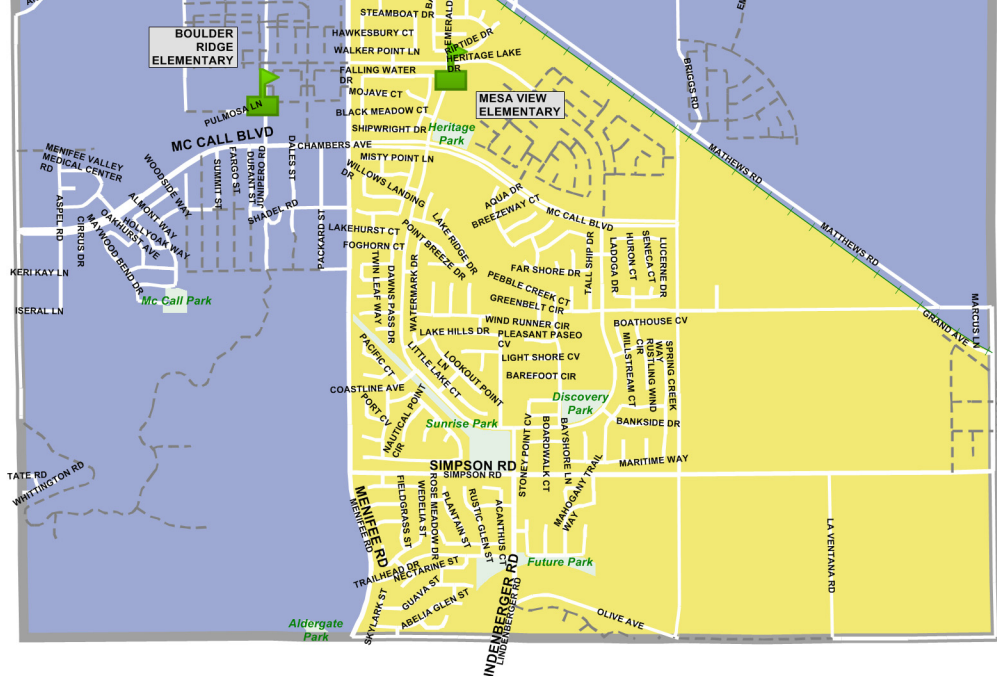 STEAMBOAT DR
EMERALD
HAWKESBURY CT
BOULDER
RIDGE
ELEMENTARY
RIPTIDE DR
WALKER POINT LN
HERITAGE LAKE
DR
FALLING WATER
DR
BRIGGS RD
MOJAVE CT
MESA VIEW
ELEMENTARY
PULMOSA LN
BLACK MEADOW CT
SHIPWRIGHT DR
Heritage
Park
MC CALL BLVD
CHAMBERS AVE
MATHEWS RD
MENIFEE VALLEY
MEDICAL CENTER
RD
WOODSIDE WAY
SUMMIT ST
FARGO ST
DURANT ST
JUNIPERO RD
DALES ST
MISTY POINT LN
WILLOWS LANDING
DR
ASPEL RD
CIRRUS DR
ALMONT WAY
HOLLYOAK WAY
OAKHURST AVE
MAYWOOD BEND DR
SHADEL RD
PACKARD ST
AQUA DR
BREEZEWAY CT
MC CALL BLVD
LAKEHURST CT
FOGHORN CT
POINT BREEZE DR
LAKE RIDGE DR
MATTHEWS RD
TALL SHIP DR
LADOGA DR
HURON CT
SENECA CT
LUCERNE DR
KERI KAY LN
FAR SHORE DR
TWIN LEAF WAY
DAWNS PASS DR
WATERMARK DR
PEBBLE CREEK CT
GREENBELT CIR
Mc Call Park
ISERAL LN
MARCUS LN
GRAND AVE
WIND RUNNER CIR
BOATHOUSE CV
LAKE HILLS DR
PLEASANT PASEO
CV
PACIFIC CT
LITTLE LAKE CT
LOOKOUT POINT
LN
LIGHT SHORE CV
MILLSTREAM CT
CIR
RUSTLING WIND
WAY
SPRING CREEK
BAREFOOT CIR
COASTLINE AVE
PORT CV
NAUTICAL POINT
CIR
Discovery
Park
Sunrise Park
STONEY POINT CV
BOARDWALK CT
BAYSHORE LN
BANKSIDE DR
SIMPSON RD
SIMPSON RD
MARITIME WAY
TATE RD
WHITTINGTON RD
MAHOGANY TRAIL
WAY
MENIFEE RD
MENIFEE RD
FIELDGRASS ST
WEDELIA ST
ROSE MEADOW DR
PLANTAIN ST
RUSTIC GLEN ST
ACANTHUS CT
LA VENTANA RD
Future Park
TRAILHEAD DR
NECTARINE ST
GUAVA ST
ABELIA GLEN ST
SKYLARK ST
INDENBERGER RD
LINDENBERGER RD
OLIVE AVE
Aldergate
Park